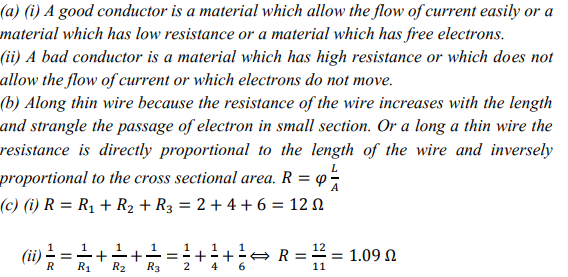 (a) (i) A good conductor is a material which allow the flow of current easily or a
material which has low resistance or a material which has free electrons.
(ii) A bad conductor is a material which has high resistance or which does not
allow the flow of current or which electrons do not move.
(b) Along thin wire because the resistance of the wire increases with the length
and strangle the passage of electron in small section. Or a long a thin wire the
resistance is directly proportional to the length of the wire and inversely
proportional to the cross sectional area. R = φ L/A
(c) (i) R = R₁ + R₂ + R₃ = 2 + 4 + 6 = 12 Ω
(ii) 1/R = 1/R₁ + 1/R₂ + 1/R₃ = 1/2 + 1/4 + 1/6 ⇔ R = 12/11 = 1.09 Ω